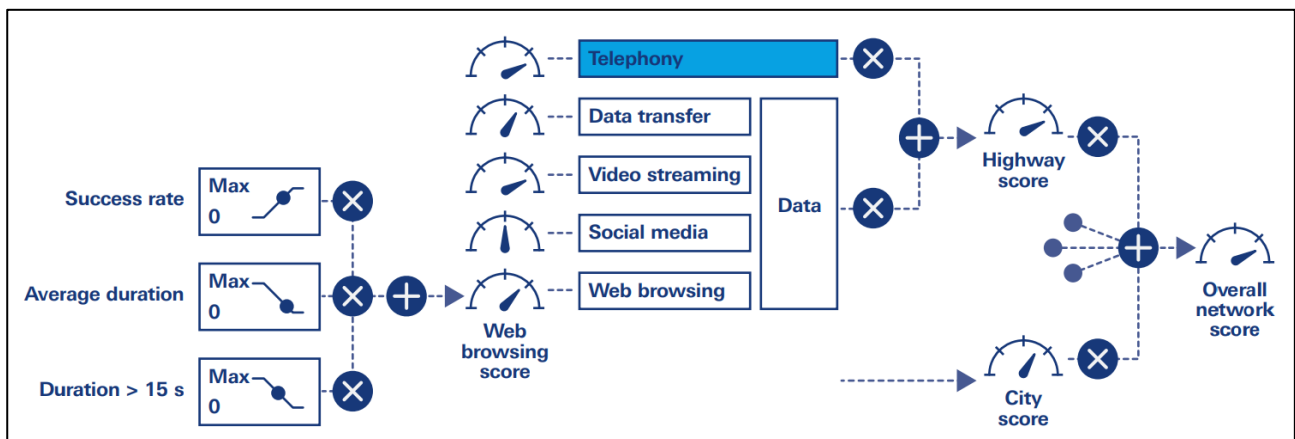 Success rate
Max
0
Average duration
Max
0
Duration > 15 s
Max
0
Web
browsing
score
Telephony
Data transfer
Video streaming
Social media
Web browsing
Data
Highway
score
City
score
Overall
network
score